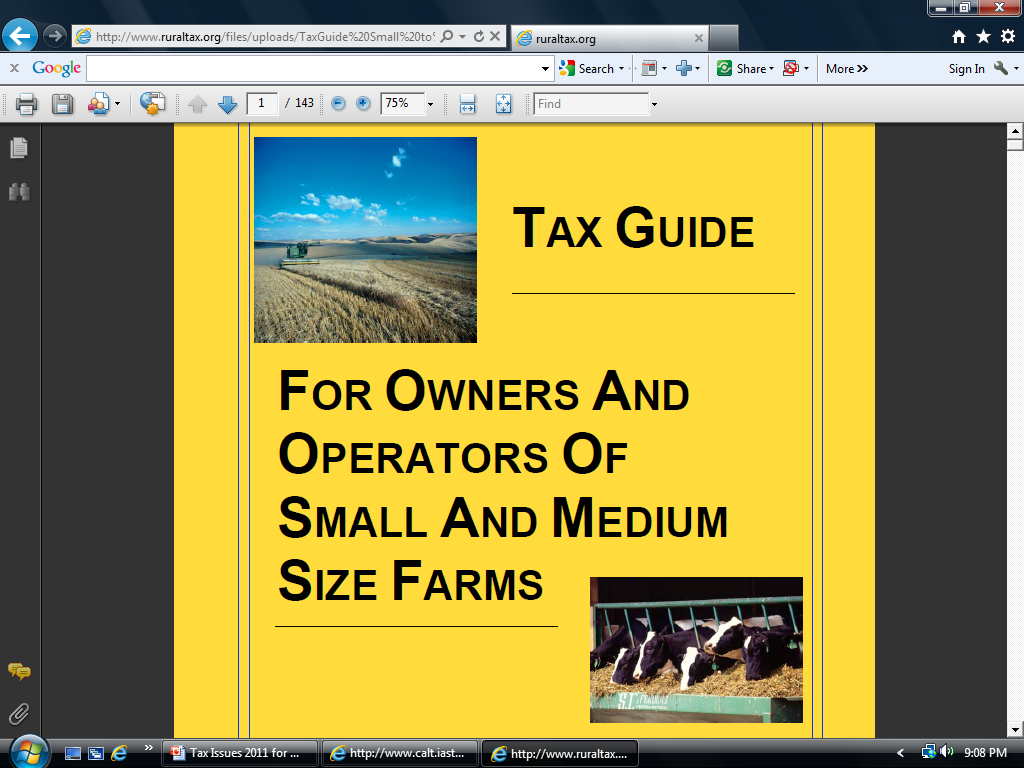 http://www.ruraltax.org/files/uploads/TaxGuide%20Small%20to%
ruraltax.org
x Google Search Share More Sign In
1 / 143 75% Find
TAX GUIDE
FOR OWNERS AND
OPERATORS OF
SMALL AND MEDIUM
SIZE FARMS
Tax Issues 2011 for ... http://www.calt.iast... http://www.ruraltax.... 9:08 PM